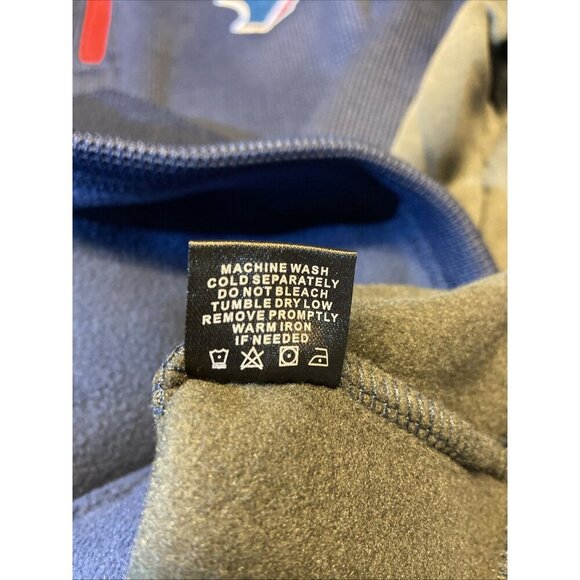 MACHINE WASH
COLD SEPARATELY
DO NOT BLEACH
TUMBLE DRY LOW
REMOVE PROMPTLY
WARM IRON
IF NEEDED